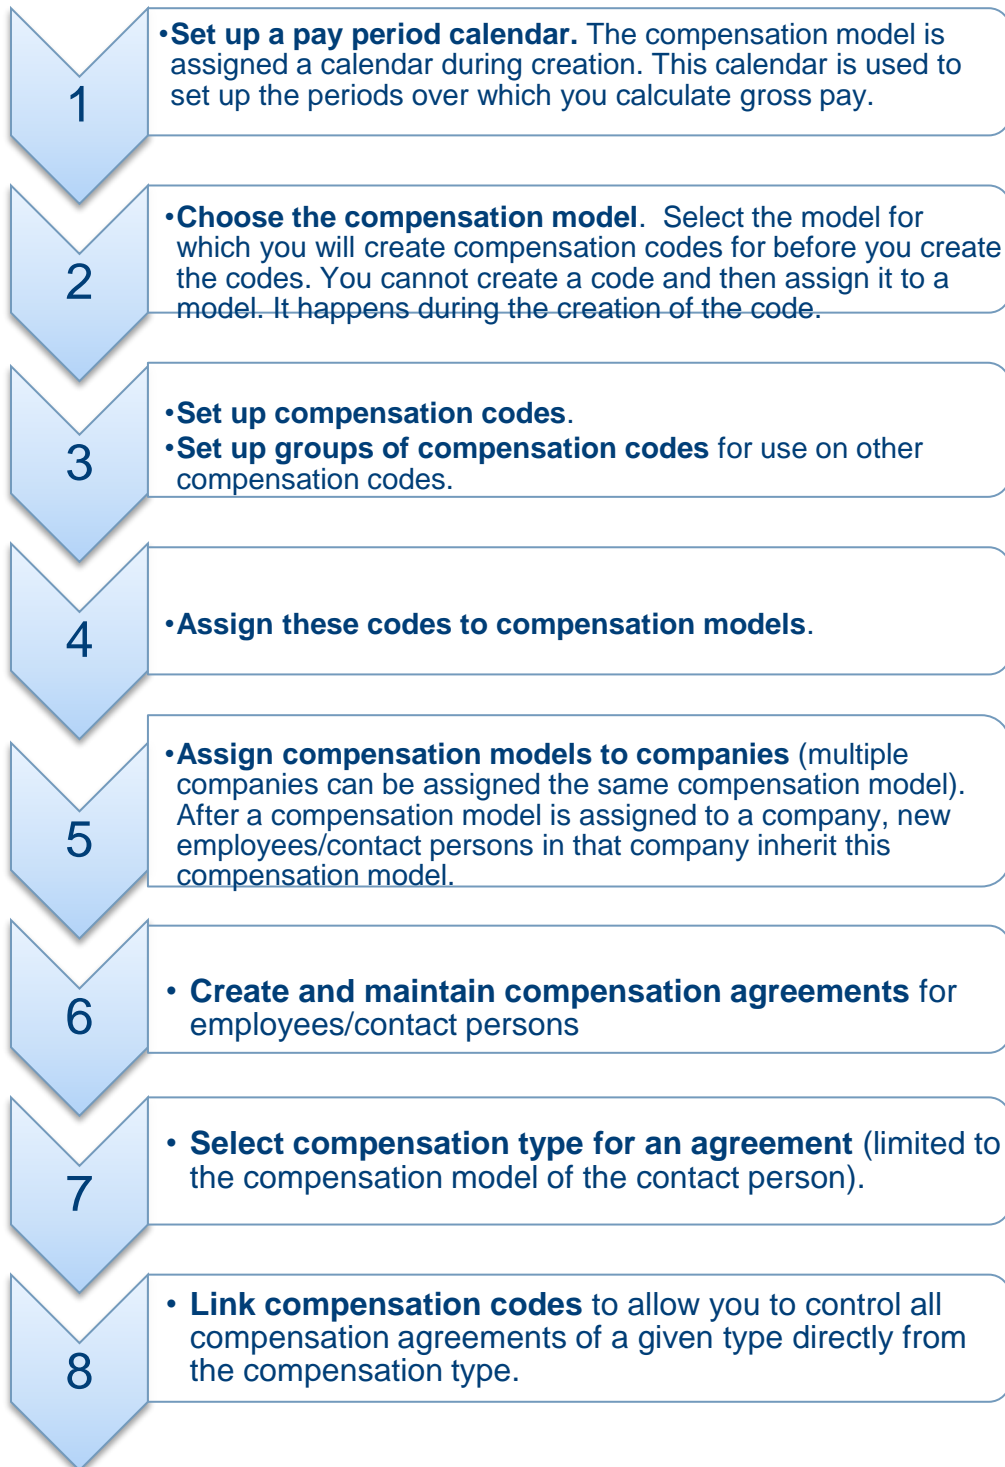 1
•Set up a pay period calendar. The compensation model is
assigned a calendar during creation. This calendar is used to
set up the periods over which you calculate gross pay.
2
•Choose the compensation model.  Select the model for
which you will create compensation codes for before you create
the codes. You cannot create a code and then assign it to a
model. It happens during the creation of the code.
3
•Set up compensation codes.
•Set up groups of compensation codes for use on other
compensation codes.
4
•Assign these codes to compensation models.
5
•Assign compensation models to companies (multiple
companies can be assigned the same compensation model).
After a compensation model is assigned to a company, new
employees/contact persons in that company inherit this
compensation model.
6
• Create and maintain compensation agreements for
employees/contact persons
7
• Select compensation type for an agreement (limited to
the compensation model of the contact person).
8
• Link compensation codes to allow you to control all
compensation agreements of a given type directly from
the compensation type.